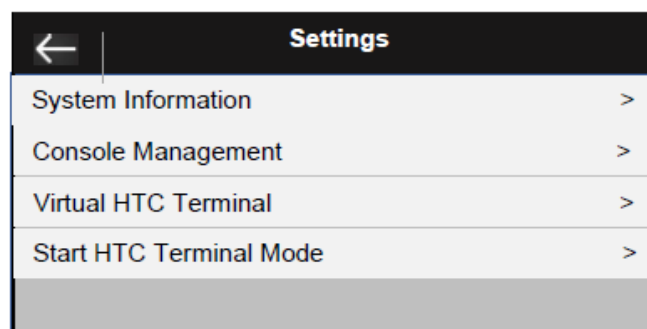 Settings
System Information >
Console Management >
Virtual HTC Terminal >
Start HTC Terminal Mode >